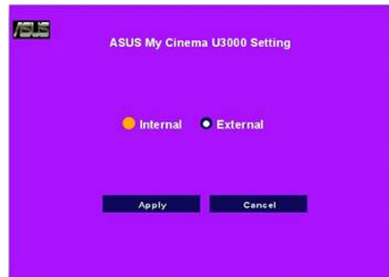 ASUS
ASUS My Cinema U3000 Setting
Internal External
Apply Cancel